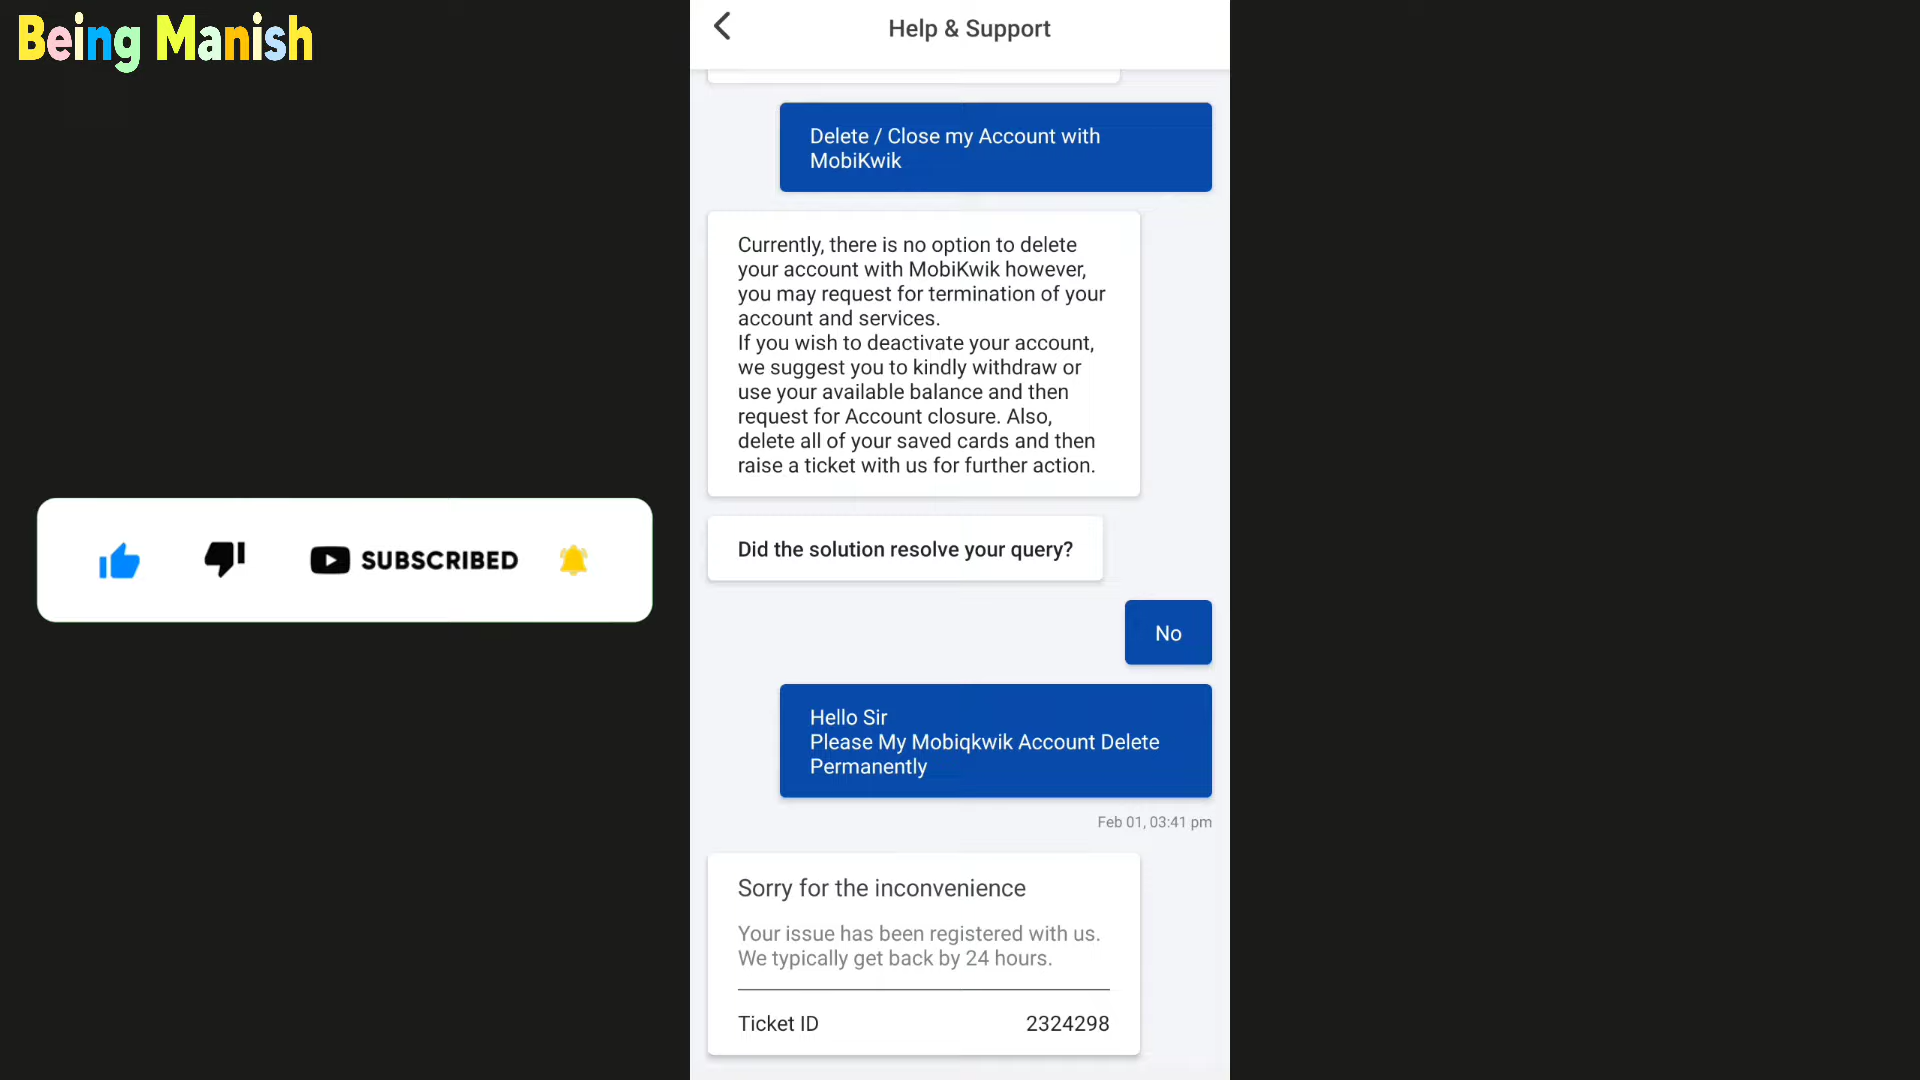 Being Manish
Help & Support
Delete / Close my Account with
MobiKwik
Currently, there is no option to delete
your account with MobiKwik however,
you may request for termination of your
account and services.
If you wish to deactivate your account,
we suggest you to kindly withdraw or
use your available balance and then
request for Account closure. Also,
delete all of your saved cards and then
raise a ticket with us for further action.
Did the solution resolve your query?
SUBSCRIBED
No
Hello Sir
Please My Mobiqkwik Account Delete
Permanently
Feb 01, 03:41 pm
Sorry for the inconvenience
Your issue has been registered with us.
We typically get back by 24 hours.
Ticket ID 2324298